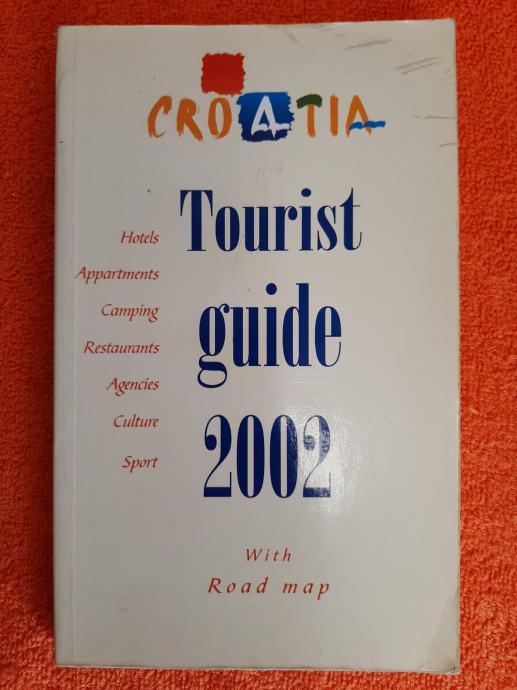 CROATIA
Tourist
guide
2002
Hotels
Appartments
Camping
Restaurants
Agencies
Culture
Sport
With
Road map